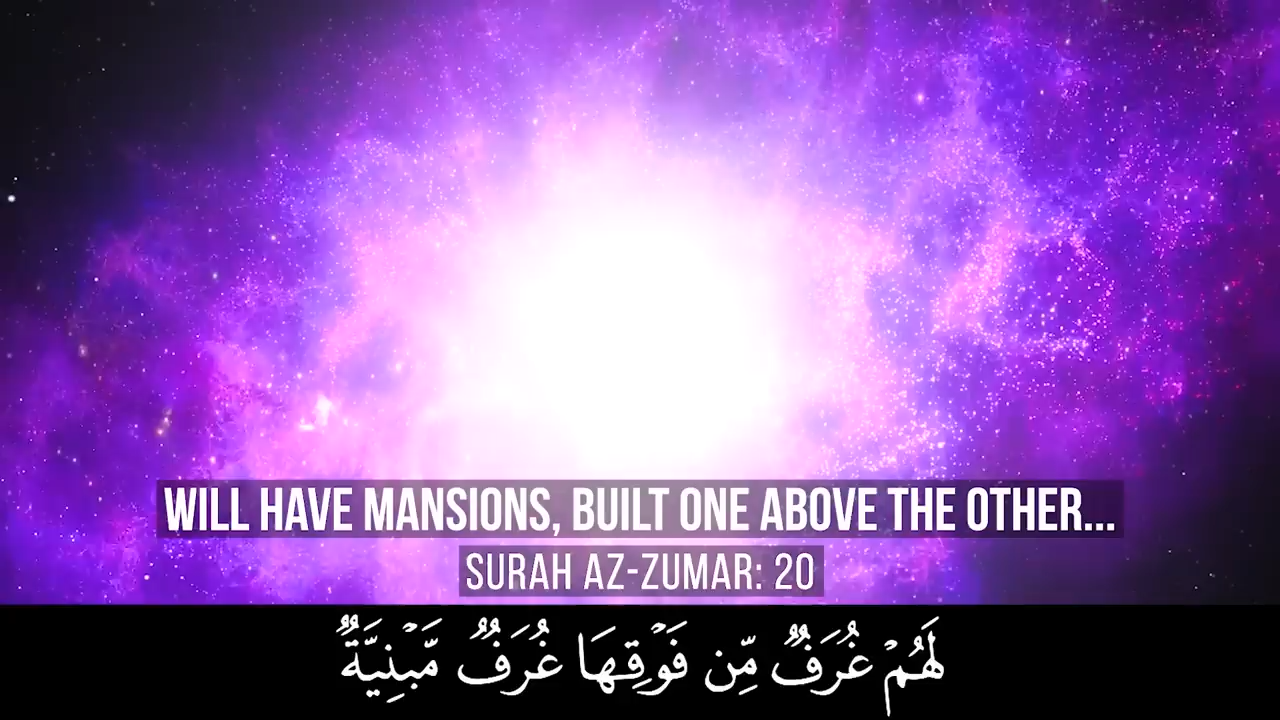 WILL HAVE MANSIONS, BUILT ONE ABOVE THE OTHER...
SURAH AZ-ZUMAR: 20
لَهُمْ غُرَفٌ مِّن فَوْقِهَا غُرَفٌ مَّبْنِيَّةٌ